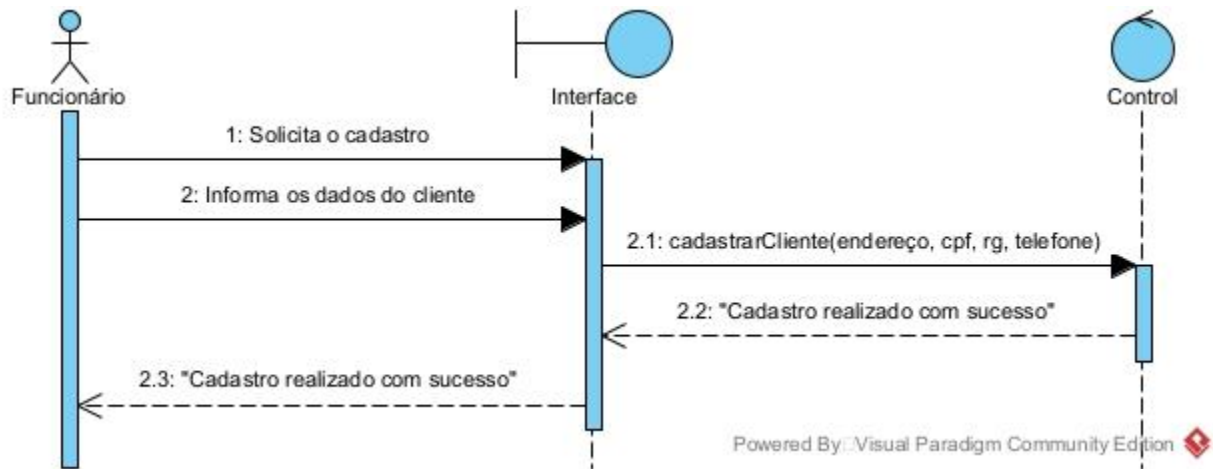 Funcionário
Interface
Control
1: Solicita o cadastro
2: Informa os dados do cliente
2.1: cadastrarCliente(endereço, cpf, rg, telefone)
2.2: "Cadastro realizado com sucesso"
2.3: "Cadastro realizado com sucesso"
Powered By Visual Paradigm Community Edition